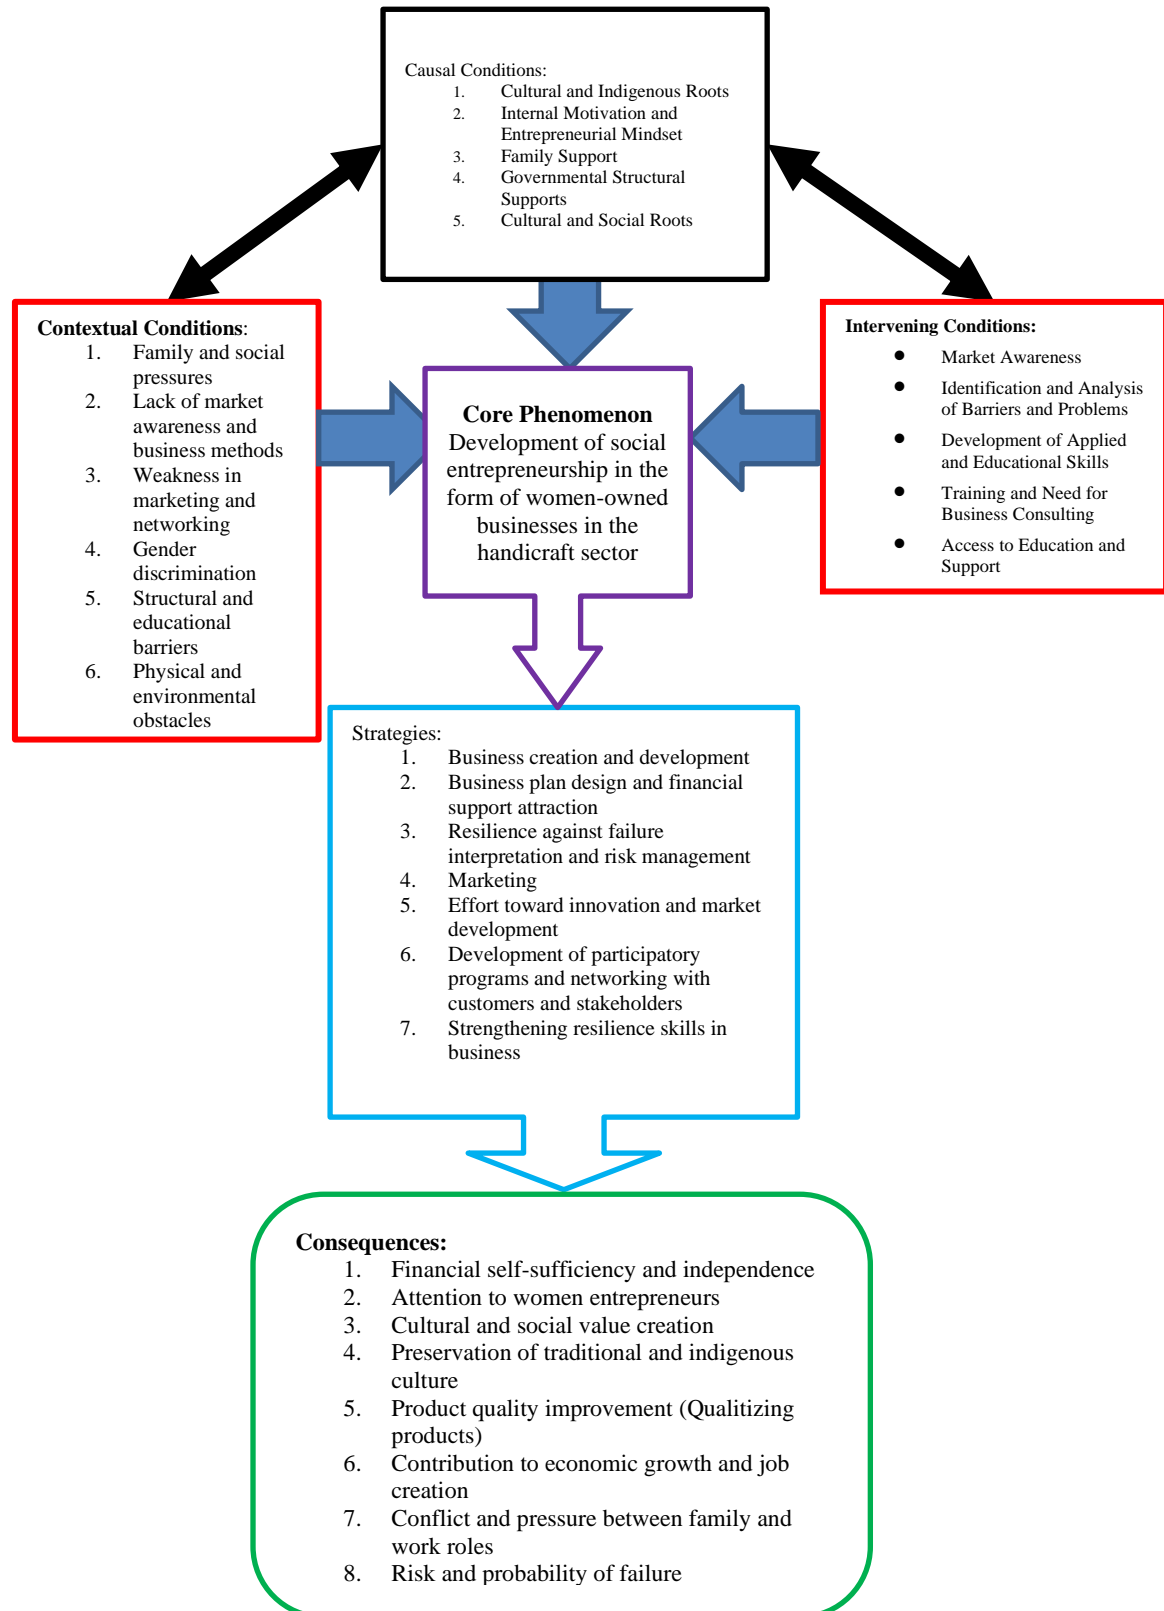 Causal Conditions:
1. Cultural and Indigenous Roots
2. Internal Motivation and
Entrepreneurial Mindset
3. Family Support
4. Governmental Structural
Supports
5. Cultural and Social Roots
Contextual Conditions:
1. Family and social
pressures
2. Lack of market
awareness and
business methods
3. Weakness in
marketing and
networking
4. Gender
discrimination
5. Structural and
educational
barriers
6. Physical and
environmental
obstacles
Core Phenomenon
Development of social
entrepreneurship in the
form of women-owned
businesses in the
handicraft sector
Intervening Conditions:
● Market Awareness
● Identification and Analysis
of Barriers and Problems
● Development of Applied
and Educational Skills
● Training and Need for
Business Consulting
● Access to Education and
Support
Strategies:
1. Business creation and development
2. Business plan design and financial
support attraction
3. Resilience against failure
interpretation and risk management
4. Marketing
5. Effort toward innovation and market
development
6. Development of participatory
programs and networking with
customers and stakeholders
7. Strengthening resilience skills in
business
Consequences:
1. Financial self-sufficiency and independence
2. Attention to women entrepreneurs
3. Cultural and social value creation
4. Preservation of traditional and indigenous
culture
5. Product quality improvement (Qualitizing
products)
6. Contribution to economic growth and job
creation
7. Conflict and pressure between family and
work roles
8. Risk and probability of failure